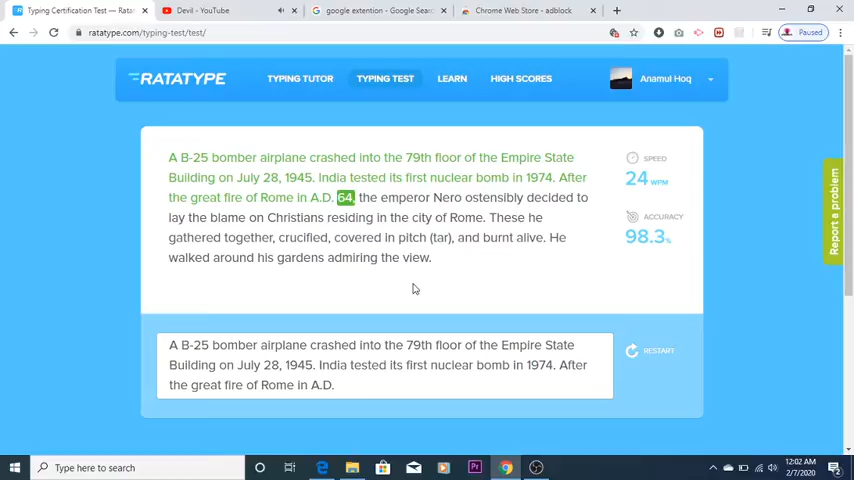 Typing Certification Test — Rata
Devil - YouTube
google extention - Google Sear
Chrome Web Store - adblock
ratatype.com/typing-test/test/
Paused
RATATYPE
TYPING TUTOR
TYPING TEST
LEARN
HIGH SCORES
Anamul Hoq
A B-25 bomber airplane crashed into the 79th floor of the Empire State
Building on July 28, 1945. India tested its first nuclear bomb in 1974. After
the great fire of Rome in A.D. 64, the emperor Nero ostensibly decided to
lay the blame on Christians residing in the city of Rome. These he
gathered together, crucified, covered in pitch (tar), and burnt alive. He
walked around his gardens admiring the view.
SPEED
24 WPM
ACCURACY
98.3%
Report a problem
A B-25 bomber airplane crashed into the 79th floor of the Empire State
Building on July 28, 1945. India tested its first nuclear bomb in 1974. After
the great fire of Rome in A.D.
RESTART
Type here to search
Pr
12:02 AM
2/7/2020
2